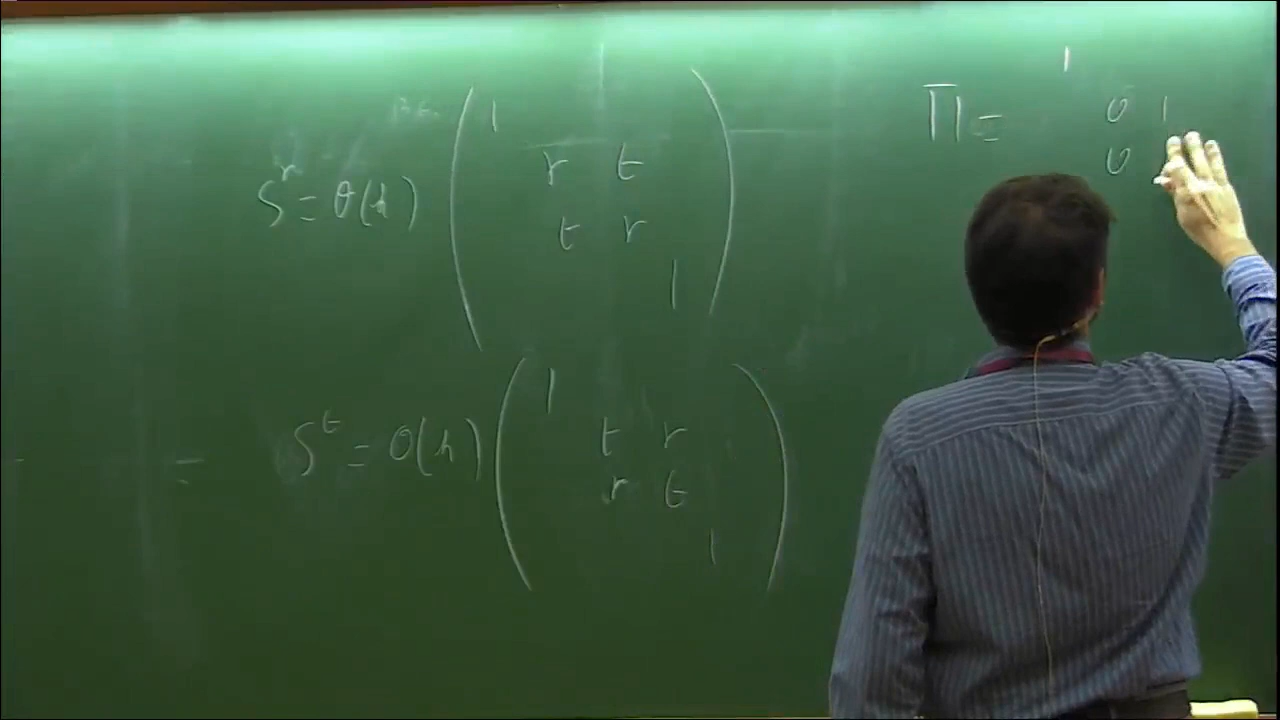 S^r = θ(h) ( 1
r t
t r
1 )
S^t = θ(h) ( 1
t r
r t
1 )
Π =
1
0 1
0